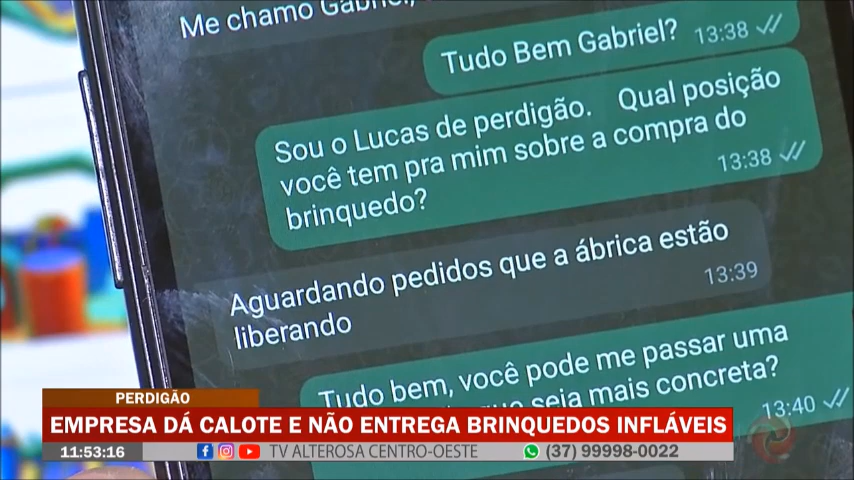 Me chamo Gabriel,
Tudo Bem Gabriel? 13:38
Sou o Lucas de perdigão. Qual posição
você tem pra mim sobre a compra do
brinquedo? 13:38
Aguardando pedidos que a ábrica estão
liberando 13:39
Tudo bem, você pode me passar uma
que seja mais concreta?
13:40
PERDIGÃO
EMPRESA DÁ CALOTE E NÃO ENTREGA BRINQUEDOS INFLÁVEIS
11:53:16 TV ALTEROSA CENTRO-OESTE (37) 99998-0022